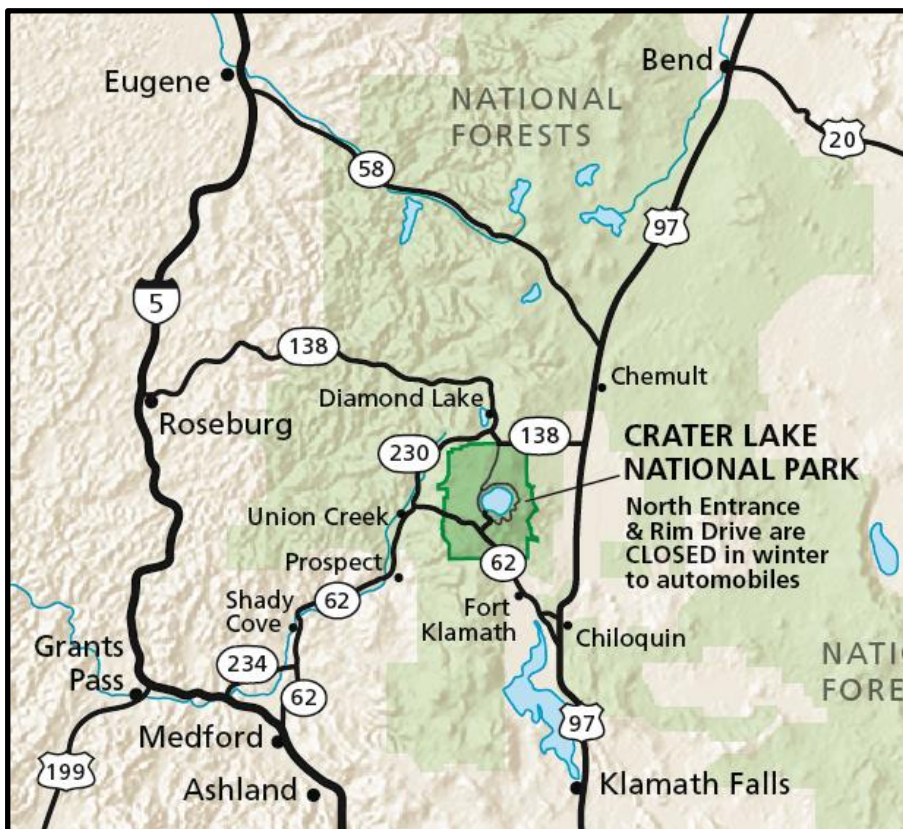 Eugene
Bend
NATIONAL
FORESTS
20
58
97
5
138
Chemult
Diamond Lake
Roseburg
138
CRATER LAKE
NATIONAL PARK
230
North Entrance
& Rim Drive are
CLOSED in winter
to automobiles
Union Creek
62
Prospect
62
Fort
Klamath
Shady
Cove
Chiloquin
Grants
Pass
234
62
NATI
FORE
97
Medford
199
Ashland
Klamath Falls